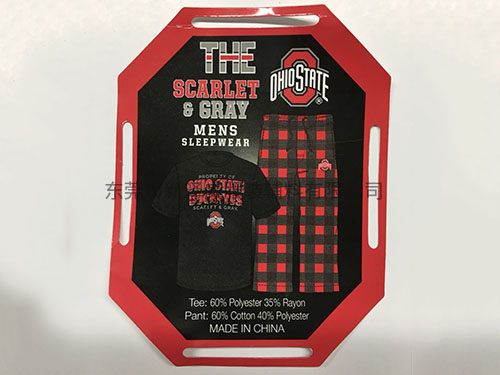 THE
OHIO STATE
®
SCARLET
& GRAY
MENS
SLEEPWEAR
PROPERTY OF
OHIO STATE
BUCKEYES
SCARLET & GRAY
Tee: 60% Polyester 35% Rayon
Pant: 60% Cotton 40% Polyester
MADE IN CHINA